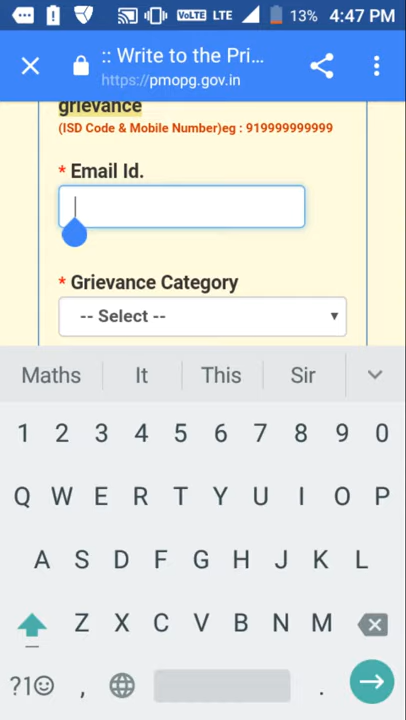 VoLTE LTE 13% 4:47 PM
:: Write to the Pri...
https://pmopg.gov.in
grievance
(ISD Code & Mobile Number)eg : 919999999999
* Email Id.
* Grievance Category
-- Select --
Maths It This Sir
1 2 3 4 5 6 7 8 9 0
Q W E R T Y U I O P
A S D F G H J K L
Z X C V B N M
?1☺ , .